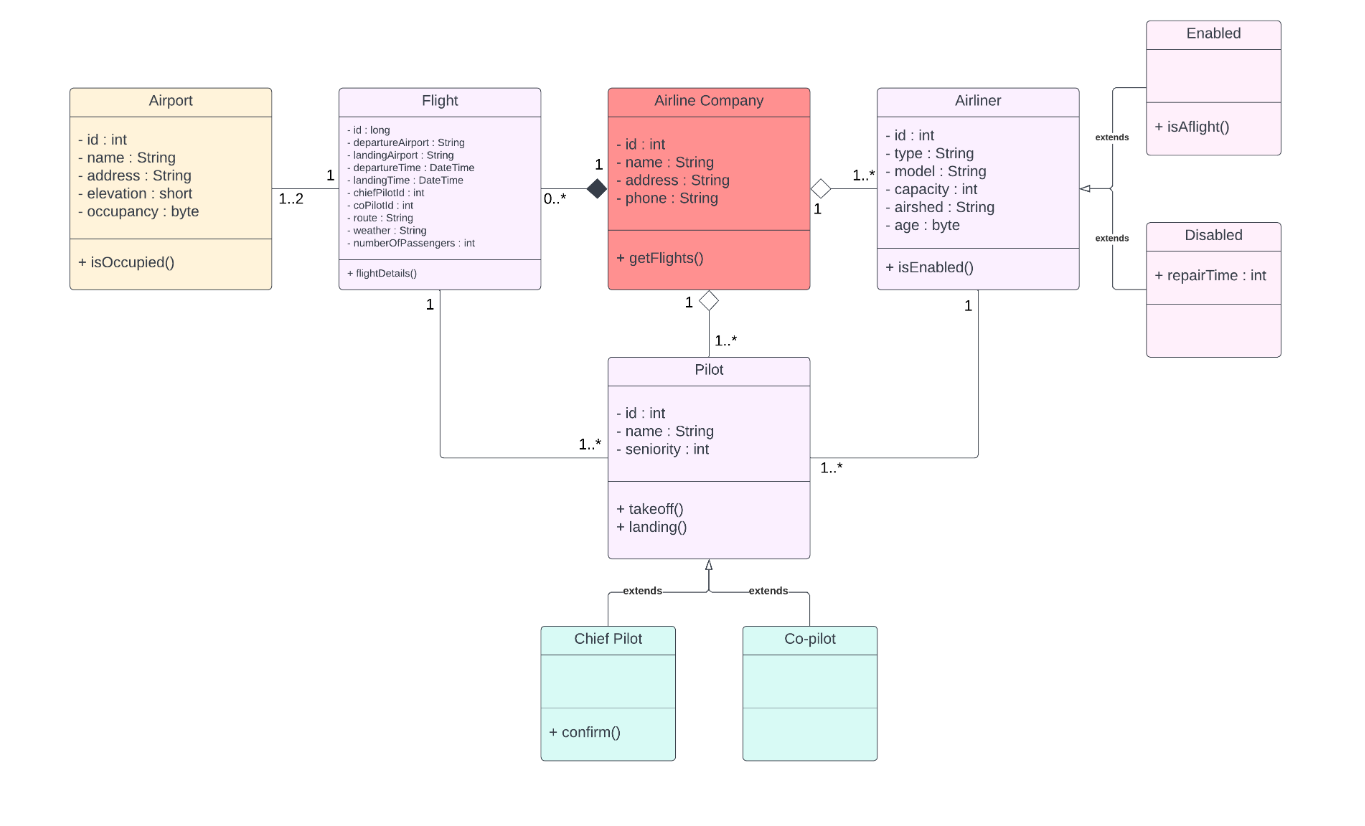 Enabled
+ isAflight()
Airport
- id : int
- name : String
- address : String
- elevation : short
- occupancy : byte
+ isOccupied()
1
1..2
Flight
- id : long
- departureAirport : String
- landingAirport : String
- departureTime : DateTime
- landingTime : DateTime
- chiefPilotId : int
- coPilotId : int
- route : String
- weather : String
- numberOfPassengers : int
+ flightDetails()
1
0..*
Airline Company
- id : int
- name : String
- address : String
- phone : String
+ getFlights()
1..*
1
Airliner
- id : int
- type : String
- model : String
- capacity : int
- airshed : String
- age : byte
+ isEnabled()
extends
extends
Disabled
+ repairTime : int
1
1
1
1..*
Pilot
- id : int
- name : String
- seniority : int
+ takeoff()
+ landing()
1..*
1..*
extends
extends
Chief Pilot
+ confirm()
Co-pilot